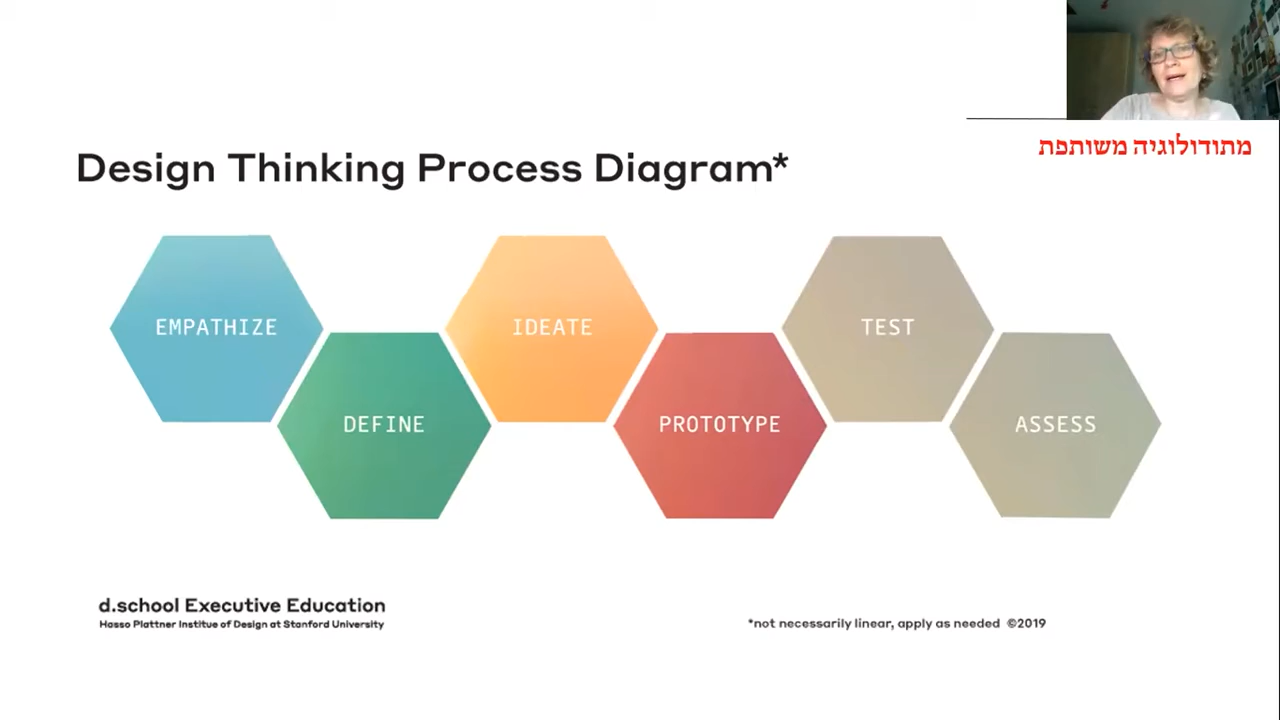 מתודולוגיה משותפת
Design Thinking Process Diagram*
EMPATHIZE
DEFINE
IDEATE
PROTOTYPE
TEST
ASSESS
d.school Executive Education
Hasso Plattner Institue of Design at Stanford University
*not necessarily linear, apply as needed ©2019